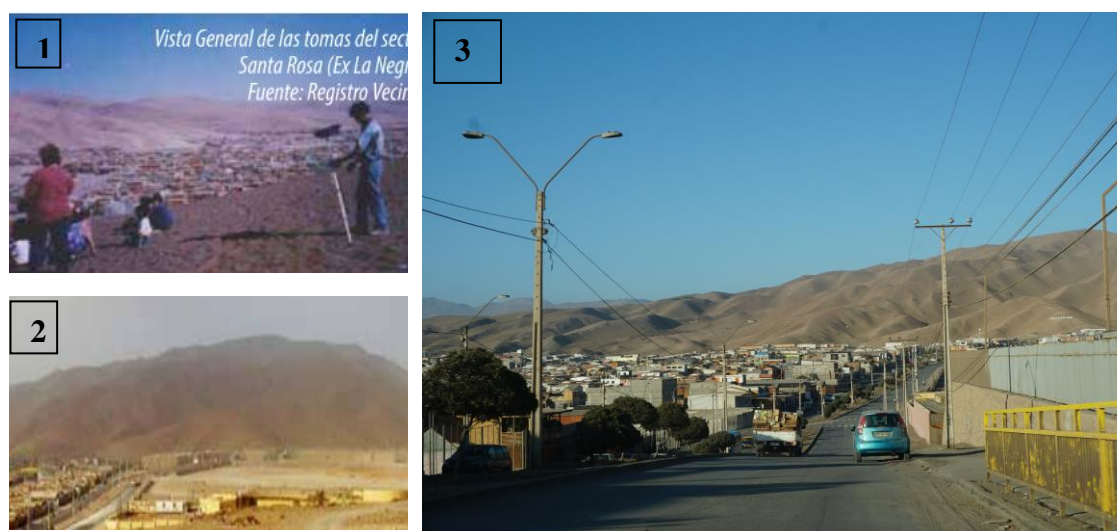 1
Vista General de las tomas del sect
Santa Rosa (Ex La Negr
Fuente: Registro Vecin
2
3